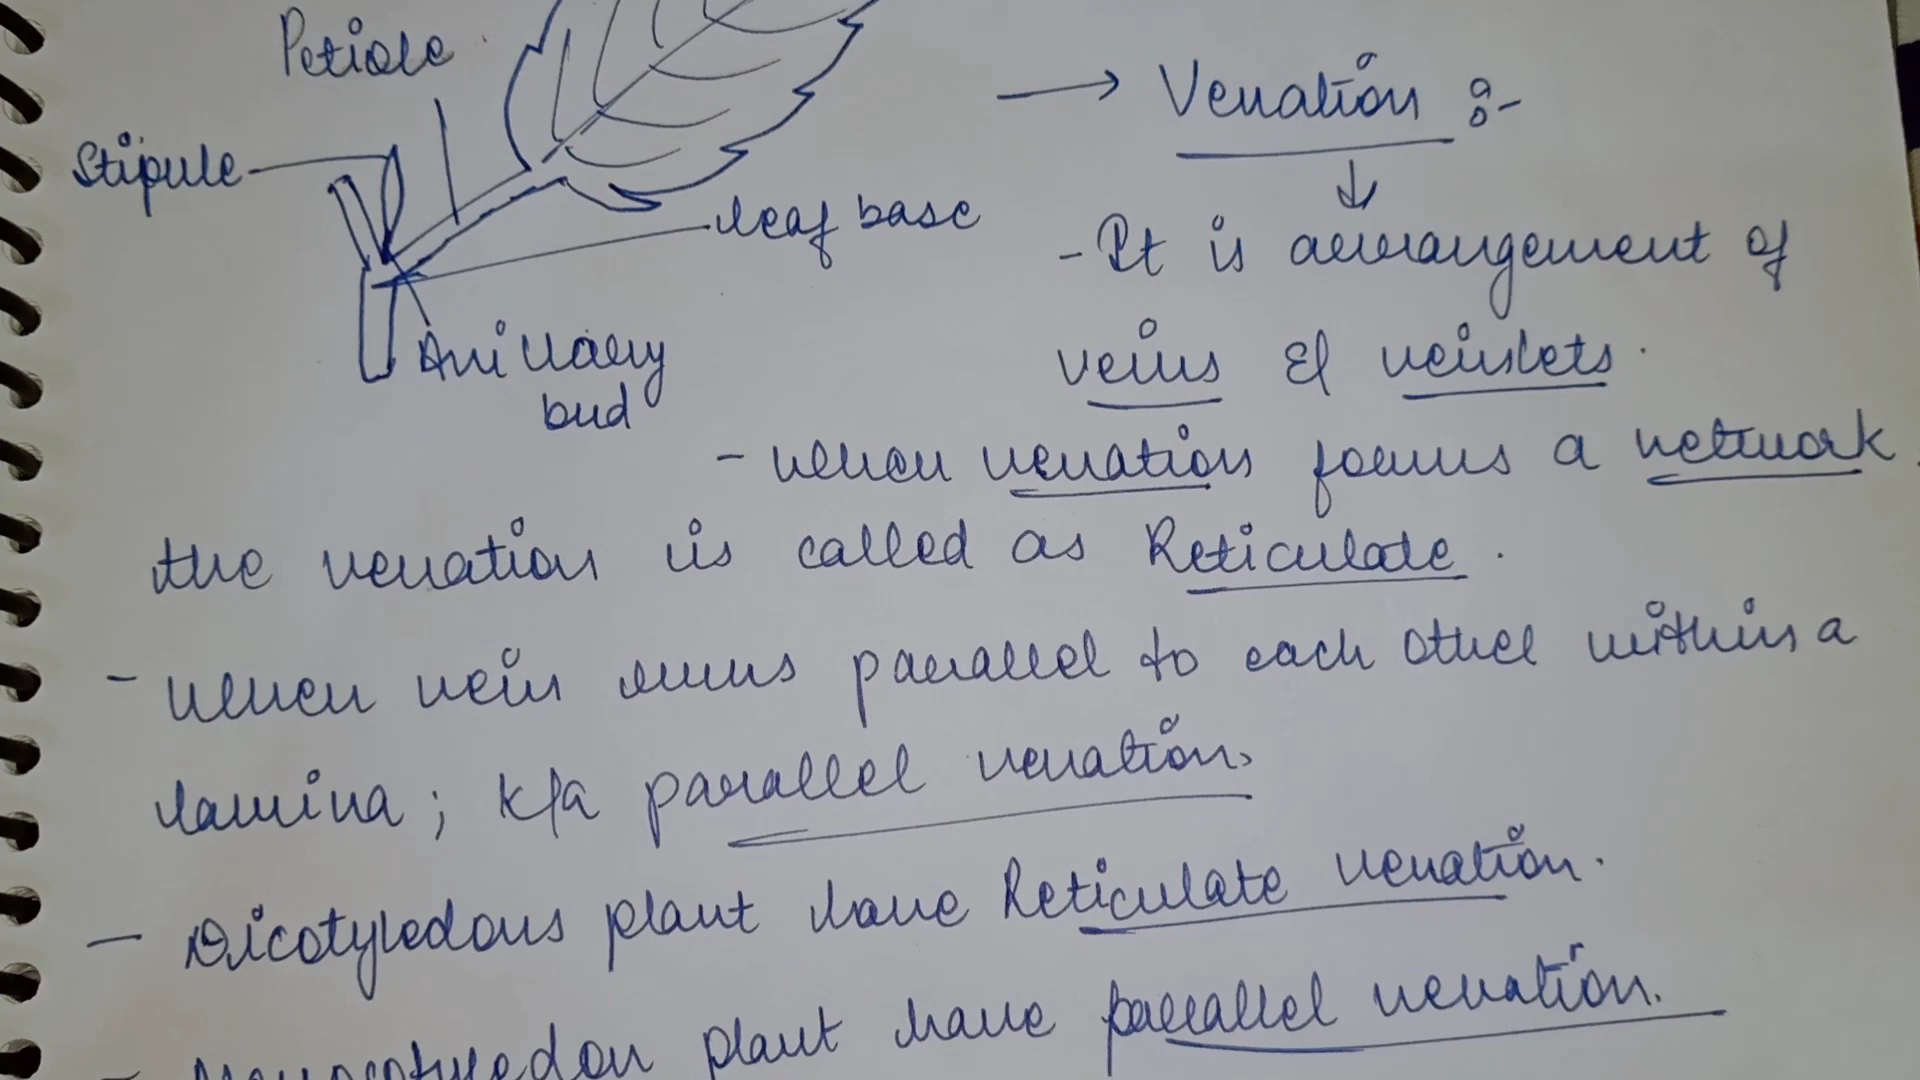 Petiole
Stipule
leaf base
Axillary
bud
→ Venation :-
↓
- It is arrangement of
veins & veinlets.
- when venation forms a network
the venation is called as Reticulate.
- when vein runs parallel to each other within a
lamina ; k/a parallel venation.
- Dicotyledons plant have Reticulate venation.
- Monocotyledon plant have parallel venation.